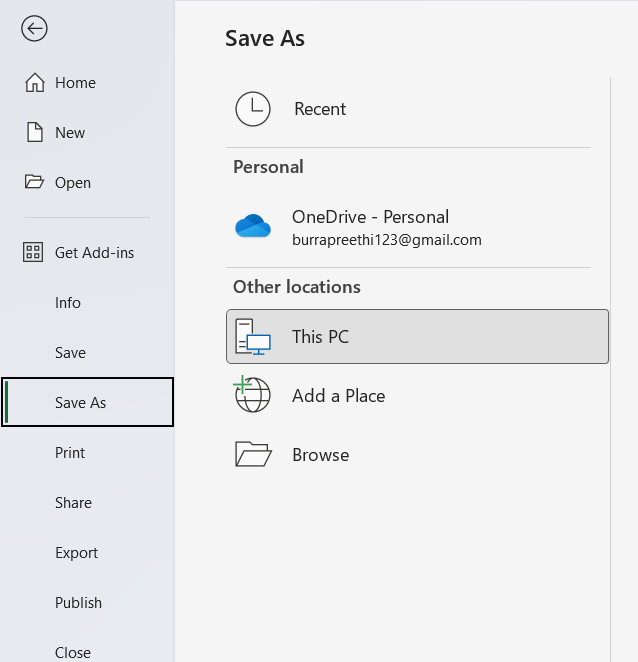 Home
New
Open
Get Add-ins
Info
Save
Save As
Print
Share
Export
Publish
Close
Save As
Recent
Personal
OneDrive - Personal
burrapreethi123@gmail.com
Other locations
This PC
Add a Place
Browse